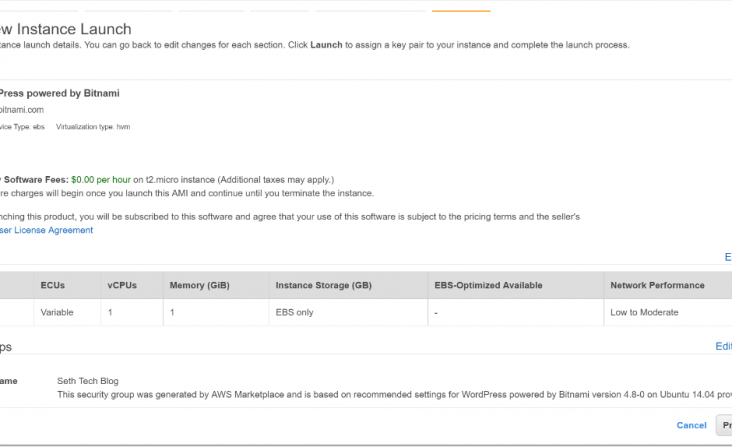 ew Instance Launch
tance launch details. You can go back to edit changes for each section. Click Launch to assign a key pair to your instance and complete the launch process.
Press powered by Bitnami
bitnami.com
vice Type: ebs Virtualization type: hvm
y Software Fees: $0.00 per hour on t2.micro instance (Additional taxes may apply.)
re charges will begin once you launch this AMI and continue until you terminate the instance.
nching this product, you will be subscribed to this software and agree that your use of this software is subject to the pricing terms and the seller's
ser License Agreement
E
ECUs vCPUs Memory (GiB) Instance Storage (GB) EBS-Optimized Available Network Performance
Variable 1 1 EBS only - Low to Moderate
ps Edit
ame Seth Tech Blog
This security group was generated by AWS Marketplace and is based on recommended settings for WordPress powered by Bitnami version 4.8-0 on Ubuntu 14.04 prov
Cancel Pr